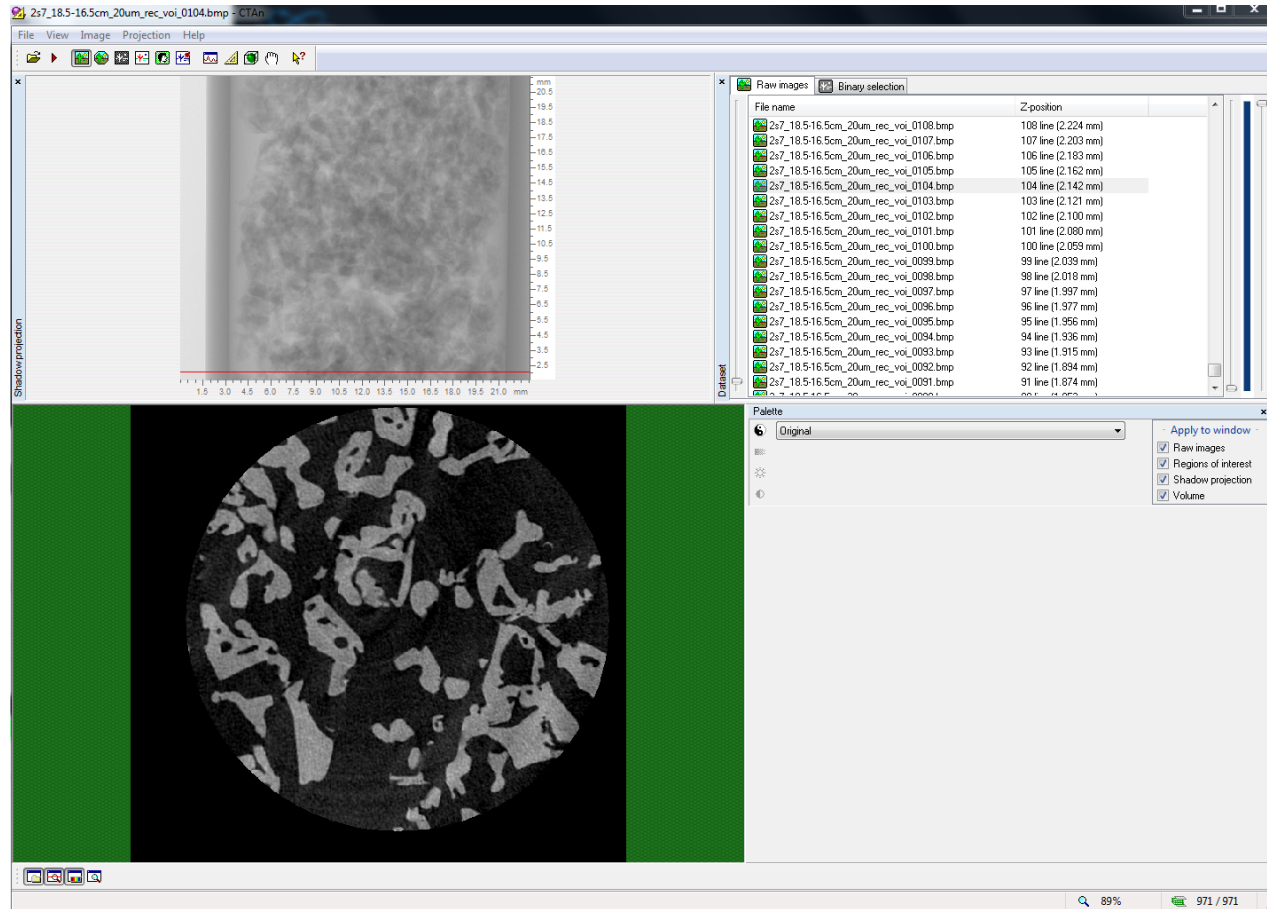 2s7_18.5-16.5cm_20um_rec_voi_0104.bmp - CTAn
File View Image Projection Help
Shadow projection
mm
20.5
19.5
18.5
17.5
16.5
15.5
14.5
13.5
12.5
11.5
10.5
9.5
8.5
7.5
6.5
5.5
4.5
3.5
2.5
1.5 3.0 4.5 6.0 7.5 9.0 10.5 12.0 13.5 15.0 16.5 18.0 19.5 21.0 mm
Dataset
Raw images Binary selection
File name Z-position
2s7_18.5-16.5cm_20um_rec_voi_0108.bmp 108 line (2.224 mm)
2s7_18.5-16.5cm_20um_rec_voi_0107.bmp 107 line (2.203 mm)
2s7_18.5-16.5cm_20um_rec_voi_0106.bmp 106 line (2.183 mm)
2s7_18.5-16.5cm_20um_rec_voi_0105.bmp 105 line (2.162 mm)
2s7_18.5-16.5cm_20um_rec_voi_0104.bmp 104 line (2.142 mm)
2s7_18.5-16.5cm_20um_rec_voi_0103.bmp 103 line (2.121 mm)
2s7_18.5-16.5cm_20um_rec_voi_0102.bmp 102 line (2.100 mm)
2s7_18.5-16.5cm_20um_rec_voi_0101.bmp 101 line (2.080 mm)
2s7_18.5-16.5cm_20um_rec_voi_0100.bmp 100 line (2.059 mm)
2s7_18.5-16.5cm_20um_rec_voi_0099.bmp 99 line (2.039 mm)
2s7_18.5-16.5cm_20um_rec_voi_0098.bmp 98 line (2.018 mm)
2s7_18.5-16.5cm_20um_rec_voi_0097.bmp 97 line (1.997 mm)
2s7_18.5-16.5cm_20um_rec_voi_0096.bmp 96 line (1.977 mm)
2s7_18.5-16.5cm_20um_rec_voi_0095.bmp 95 line (1.956 mm)
2s7_18.5-16.5cm_20um_rec_voi_0094.bmp 94 line (1.936 mm)
2s7_18.5-16.5cm_20um_rec_voi_0093.bmp 93 line (1.915 mm)
2s7_18.5-16.5cm_20um_rec_voi_0092.bmp 92 line (1.894 mm)
2s7_18.5-16.5cm_20um_rec_voi_0091.bmp 91 line (1.874 mm)
Palette
Original
Apply to window
Raw images
Regions of interest
Shadow projection
Volume
89% 971 / 971